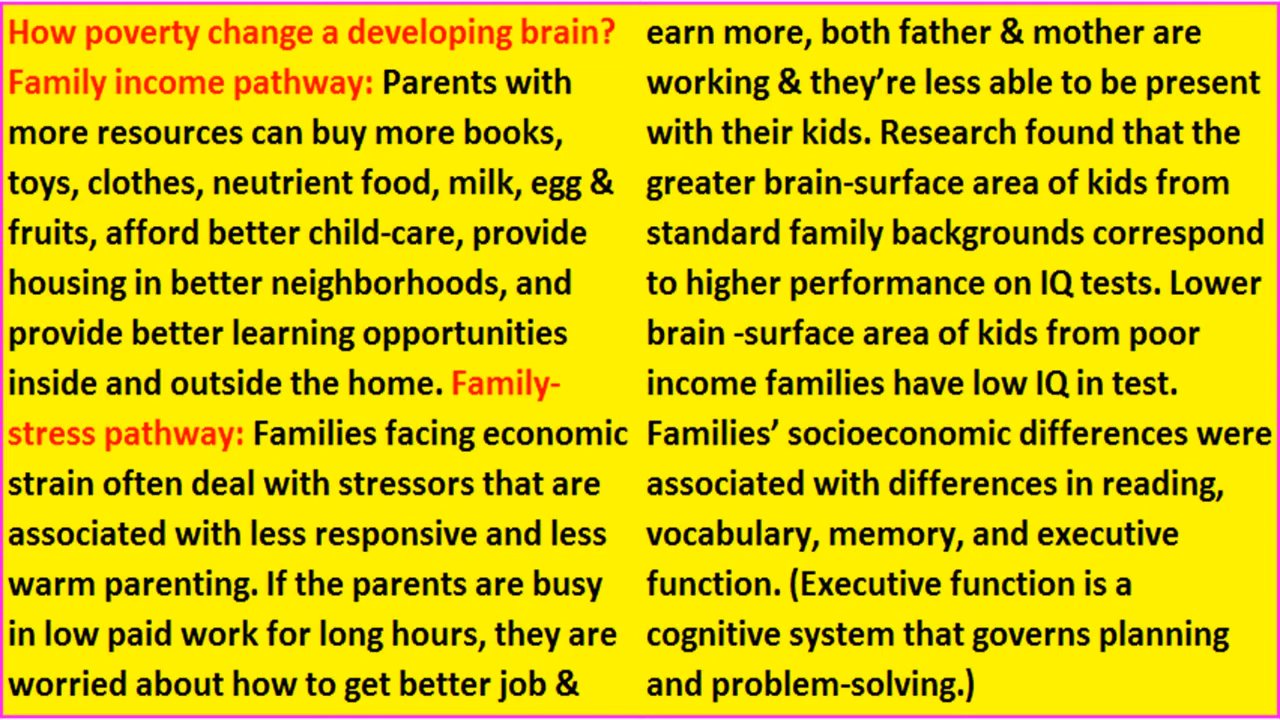 How poverty change a developing brain?
Family income pathway: Parents with
more resources can buy more books,
toys, clothes, neutrient food, milk, egg &
fruits, afford better child-care, provide
housing in better neighborhoods, and
provide better learning opportunities
inside and outside the home. Family-
stress pathway: Families facing economic
strain often deal with stressors that are
associated with less responsive and less
warm parenting. If the parents are busy
in low paid work for long hours, they are
worried about how to get better job &
earn more, both father & mother are
working & they’re less able to be present
with their kids. Research found that the
greater brain-surface area of kids from
standard family backgrounds correspond
to higher performance on IQ tests. Lower
brain -surface area of kids from poor
income families have low IQ in test.
Families’ socioeconomic differences were
associated with differences in reading,
vocabulary, memory, and executive
function. (Executive function is a
cognitive system that governs planning
and problem-solving.)